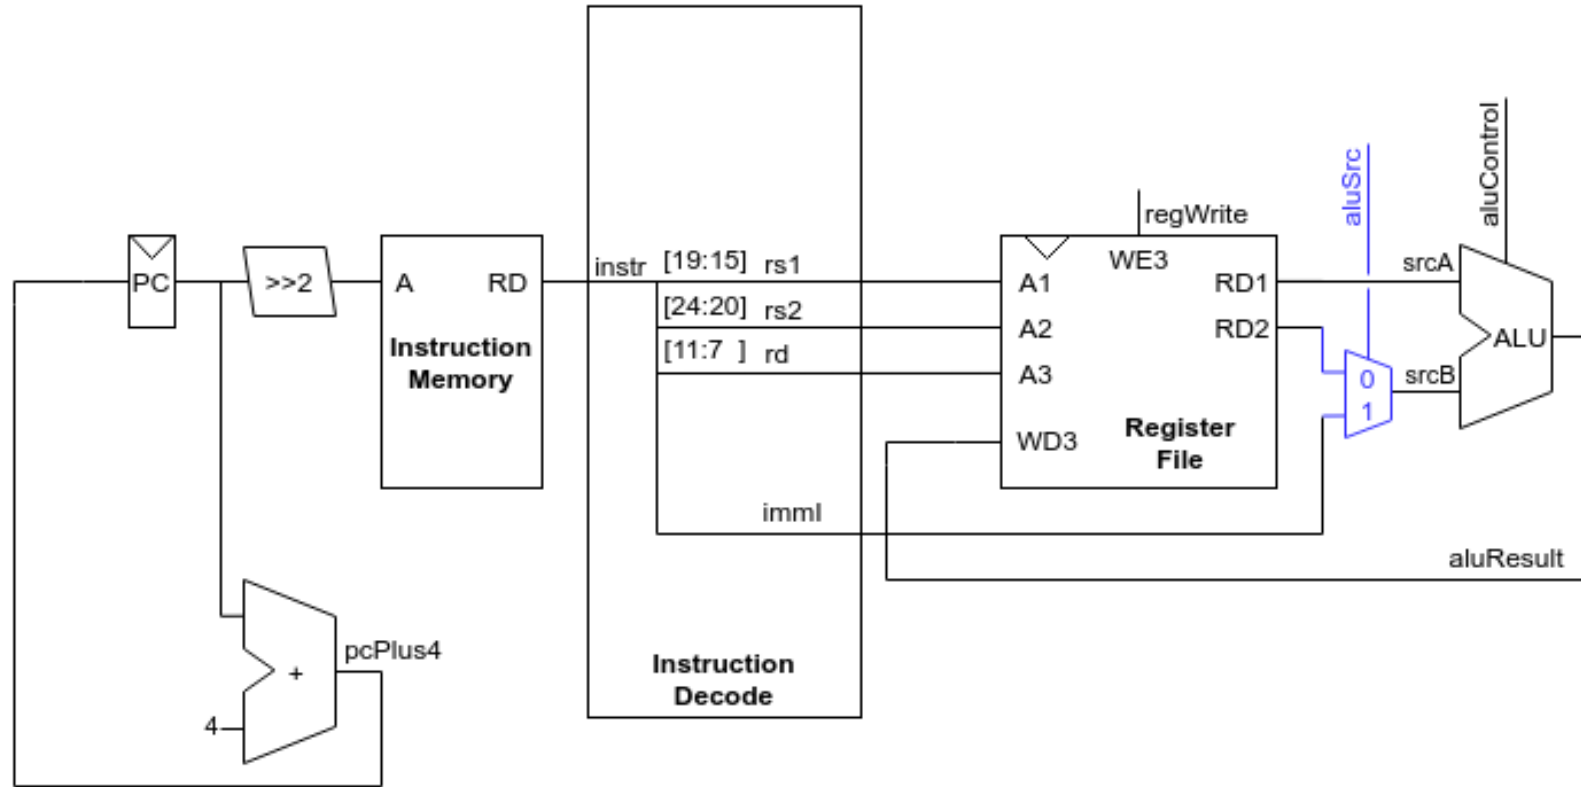 aluControl
aluSrc
regWrite
instr [19:15] rs1
[24:20] rs2
[11:7 ] rd
PC
>>2
A RD
Instruction
Memory
A1
A2
A3
WD3
WE3
RD1
RD2
Register
File
srcA
srcB
0
1
ALU
immI
aluResult
pcPlus4
+
4
Instruction
Decode